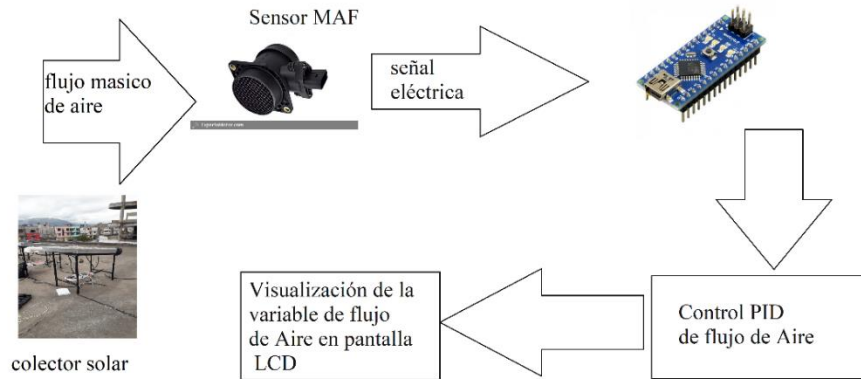 Sensor MAF
flujo masico
de aire
señal
eléctrica
Control PID
de flujo de Aire
Visualización de la
variable de flujo
de Aire en pantalla
LCD
colector solar